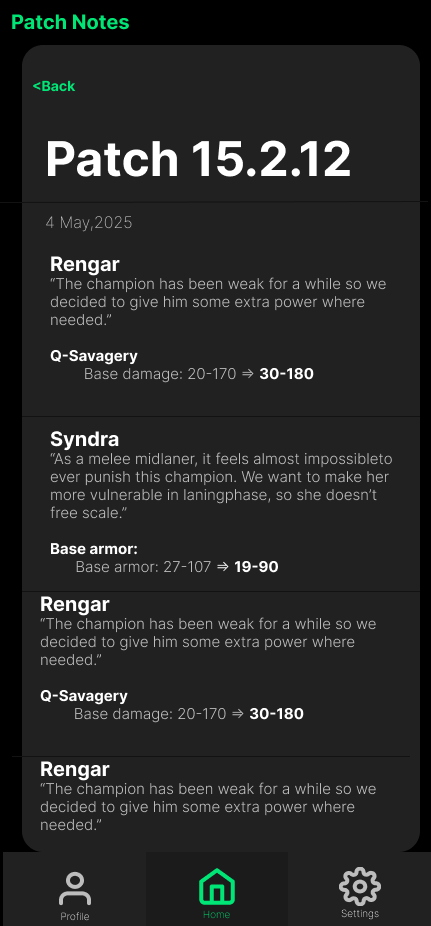 Patch Notes
<Back
Patch 15.2.12
4 May,2025
Rengar
“The champion has been weak for a while so we
decided to give him some extra power where
needed.”
Q-Savagery
Base damage: 20-170 => 30-180
Syndra
“As a melee midlaner, it feels almost impossibleto
ever punish this champion. We want to make her
more vulnerable in laningphase, so she doesn’t
free scale.”
Base armor:
Base armor: 27-107 => 19-90
Rengar
“The champion has been weak for a while so we
decided to give him some extra power where
needed.”
Q-Savagery
Base damage: 20-170 => 30-180
Rengar
“The champion has been weak for a while so we
decided to give him some extra power where
needed.”
Profile
Home
Settings